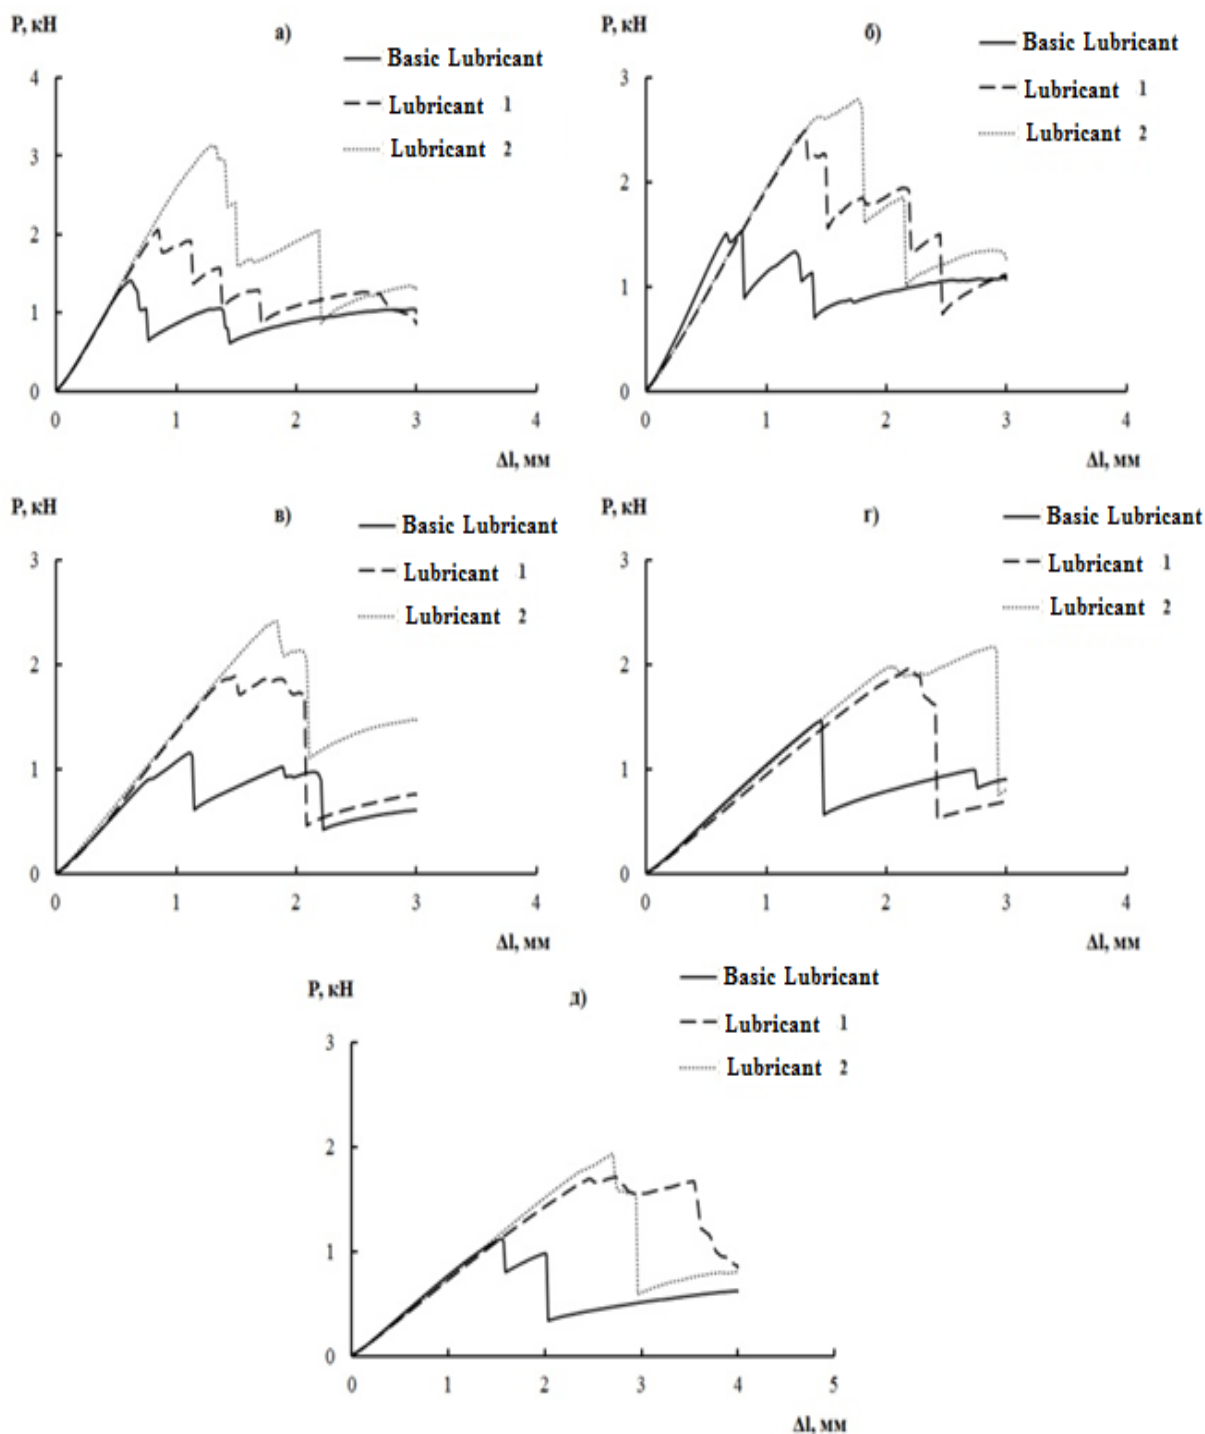 P, кН
а)
Basic Lubricant
Lubricant 1
Lubricant 2
4
3
2
1
0
0 1 2 3 4
Δl, мм
P, кН
б)
Basic Lubricant
Lubricant 1
Lubricant 2
3
2
1
0
0 1 2 3 4
Δl, мм
P, кН
в)
Basic Lubricant
Lubricant 1
Lubricant 2
3
2
1
0
0 1 2 3 4
Δl, мм
P, кН
г)
Basic Lubricant
Lubricant 1
Lubricant 2
3
2
1
0
0 1 2 3 4
Δl, мм
P, кН
д)
Basic Lubricant
Lubricant 1
Lubricant 2
3
2
1
0
0 1 2 3 4 5
Δl, мм